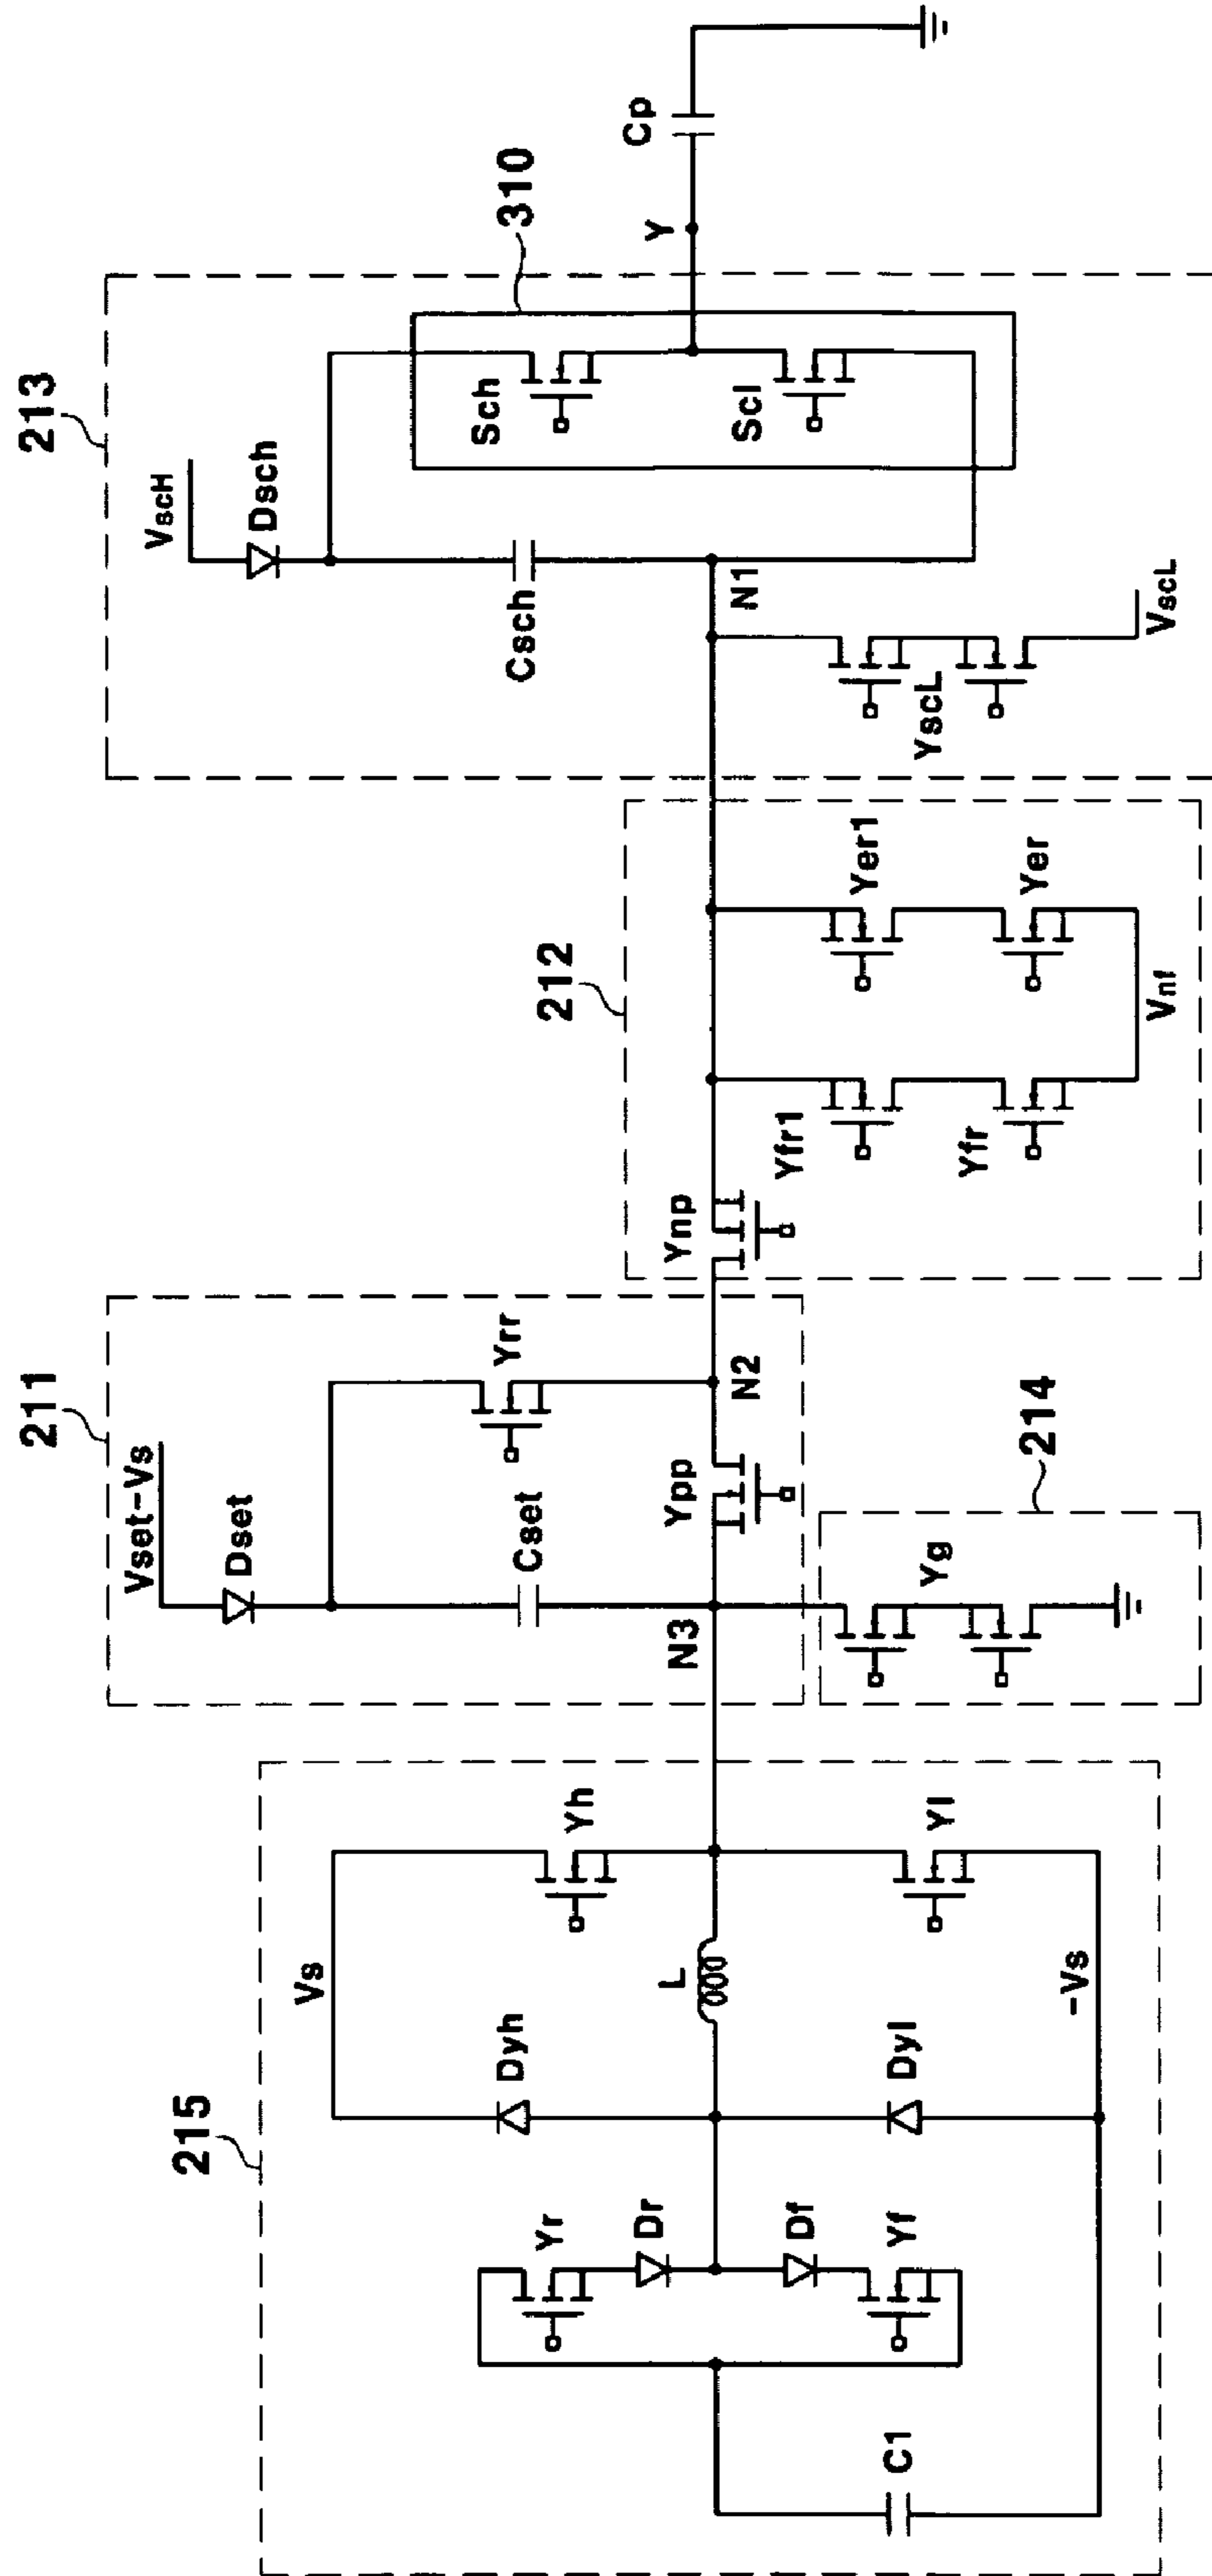 215
Yr
Dr
Df
Yf
C1
Vs
Dyh
L
Dyl
Yh
Yl
-Vs
211
Vset-Vs
Dset
Cset
Yrr
N3
Ypp
N2
Yg
214
212
Ynp
Yfr1
Yfr
Yer1
Yer
Vnf
213
VscH
Dsch
Csch
N1
YscL
VscL
Sch
Scl
310
Y
Cp